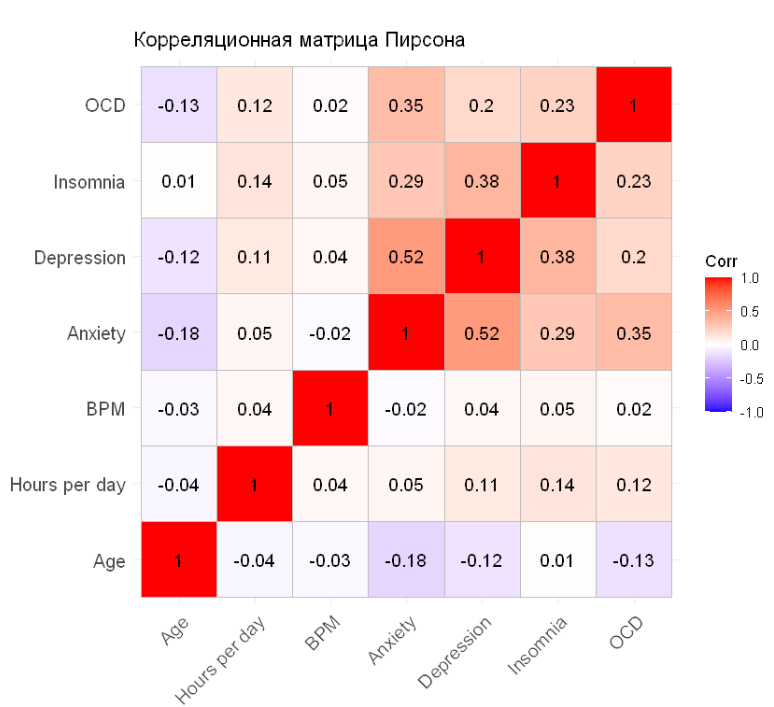 Корреляционная матрица Пирсона
OCD -0.13 0.12 0.02 0.35 0.2 0.23 1
Insomnia 0.01 0.14 0.05 0.29 0.38 1 0.23
Depression -0.12 0.11 0.04 0.52 1 0.38 0.2
Anxiety -0.18 0.05 -0.02 1 0.52 0.29 0.35
BPM -0.03 0.04 1 -0.02 0.04 0.05 0.02
Hours per day -0.04 1 0.04 0.05 0.11 0.14 0.12
Age 1 -0.04 -0.03 -0.18 -0.12 0.01 -0.13
Age Hours per day BPM Anxiety Depression Insomnia OCD
Corr
1.0
0.5
0.0
-0.5
-1.0